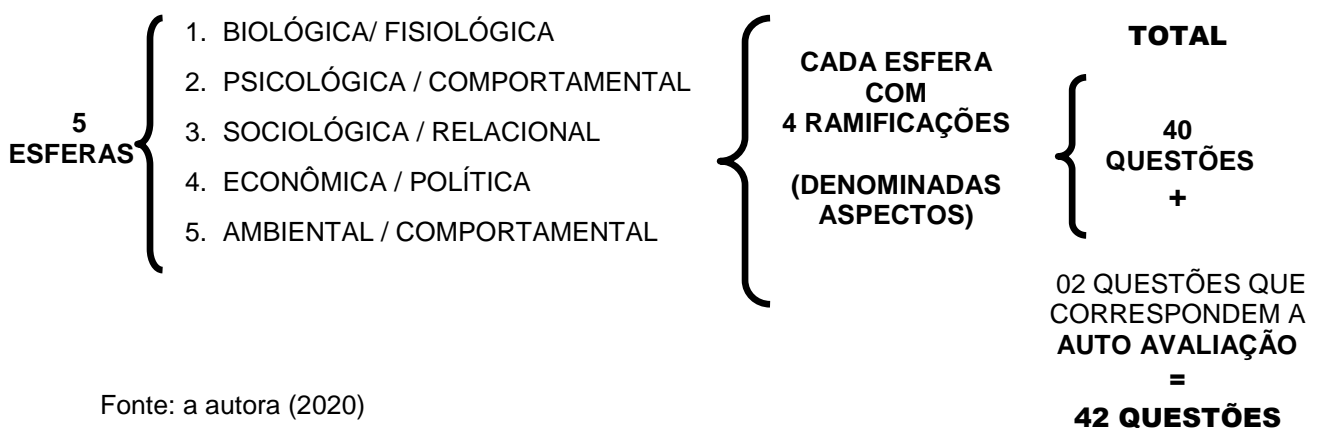 5
ESFERAS
1. BIOLÓGICA/ FISIOLÓGICA
2. PSICOLÓGICA / COMPORTAMENTAL
3. SOCIOLÓGICA / RELACIONAL
4. ECONÔMICA / POLÍTICA
5. AMBIENTAL / COMPORTAMENTAL
CADA ESFERA
COM
4 RAMIFICAÇÕES
(DENOMINADAS
ASPECTOS)
TOTAL
40
QUESTÕES
+
02 QUESTÕES QUE
CORRESPONDEM A
AUTO AVALIAÇÃO
=
42 QUESTÕES
Fonte: a autora (2020)